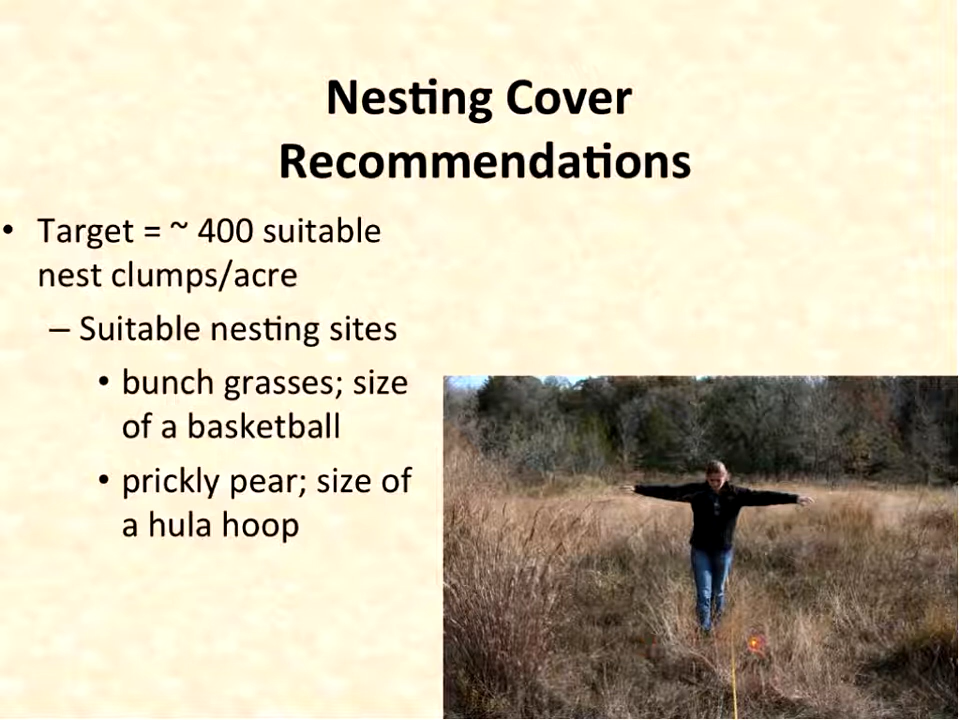 Nesting Cover
Recommendations
• Target = ~ 400 suitable
nest clumps/acre
– Suitable nesting sites
• bunch grasses; size
of a basketball
• prickly pear; size of
a hula hoop